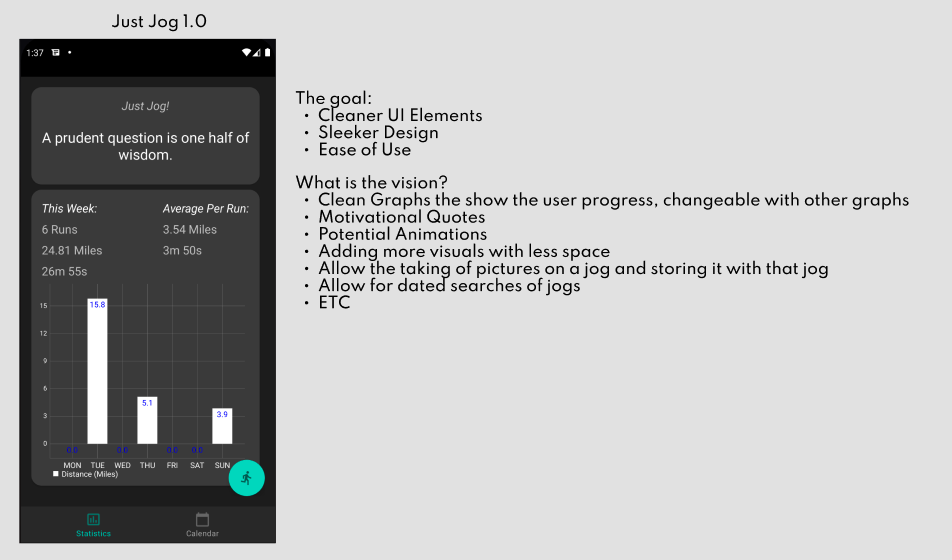 Just Jog 1.0
1:37
Just Jog!
A prudent question is one half of
wisdom.
This Week:
Average Per Run:
6 Runs
3.54 Miles
24.81 Miles
3m 50s
26m 55s
15
12
9
6
3
0
15.8
5.1
3.9
0.0
0.0
0.0
0.0
MON TUE WED THU FRI SAT SUN
Distance (Miles)
Statistics
Calendar
The goal:
• Cleaner UI Elements
• Sleeker Design
• Ease of Use
What is the vision?
• Clean Graphs the show the user progress, changeable with other graphs
• Motivational Quotes
• Potential Animations
• Adding more visuals with less space
• Allow the taking of pictures on a jog and storing it with that jog
• Allow for dated searches of jogs
• ETC